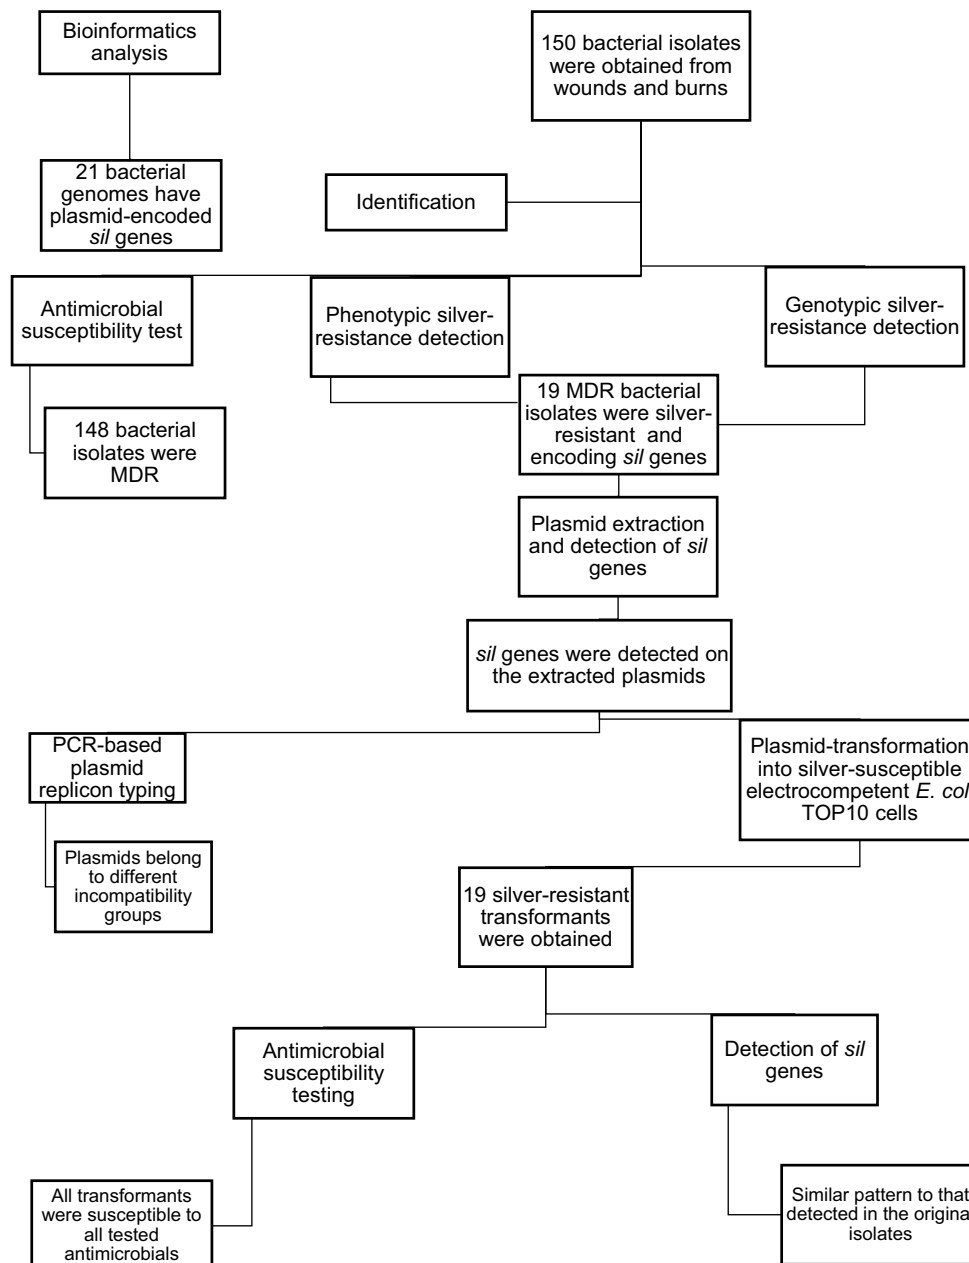 Bioinformatics
analysis
150 bacterial isolates
were obtained from
wounds and burns
21 bacterial
genomes have
plasmid-encoded
sil genes
Identification
Antimicrobial
susceptibility test
Phenotypic silver-
resistance detection
Genotypic silver-
resistance detection
148 bacterial
isolates were
MDR
19 MDR bacterial
isolates were silver-
resistant and
encoding sil genes
Plasmid extraction
and detection of sil
genes
sil genes were detected on
the extracted plasmids
PCR-based
plasmid
replicon typing
Plasmid-transformation
into silver-susceptible
electrocompetent E. col
TOP10 cells
Plasmids belong
to different
incompatibility
groups
19 silver-resistant
transformants
were obtained
Antimicrobial
susceptibility
testing
Detection of sil
genes
All transformants
were susceptible to
all tested
antimicrobials
Similar pattern to that
detected in the origina
isolates